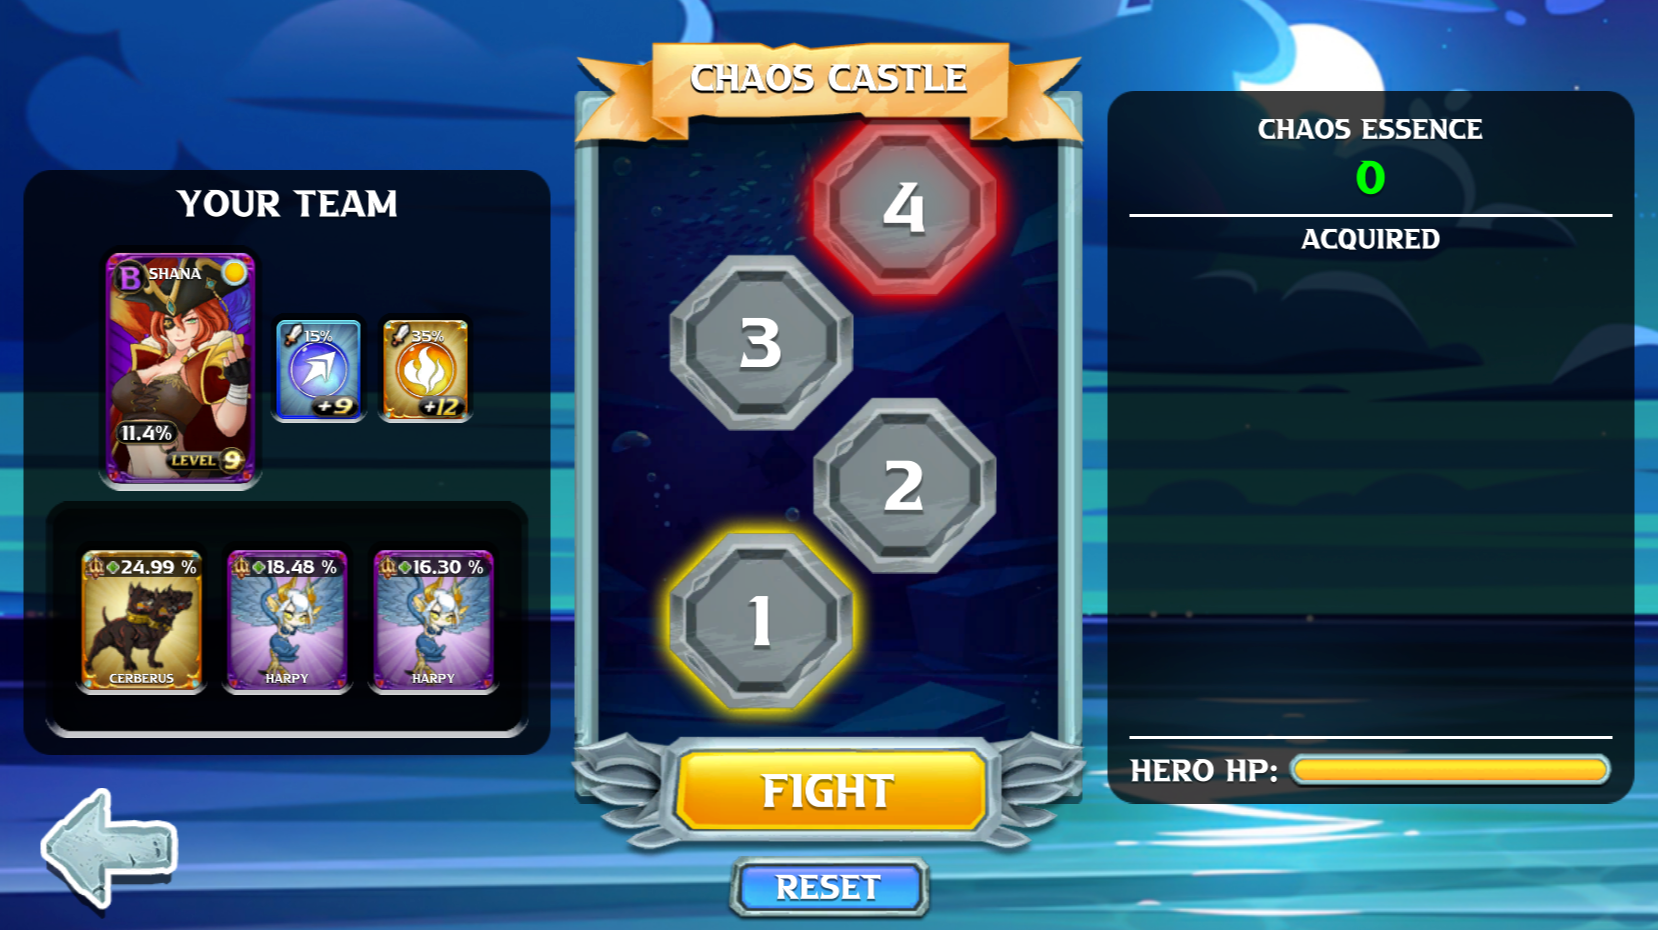 CHAOS CASTLE
YOUR TEAM
B SHANA
11.4%
LEVEL 9
15%
+9
35%
+12
24.99 %
CERBERUS
18.48 %
HARPY
16.30 %
HARPY
4
3
2
1
FIGHT
RESET
CHAOS ESSENCE
0
ACQUIRED
HERO HP: